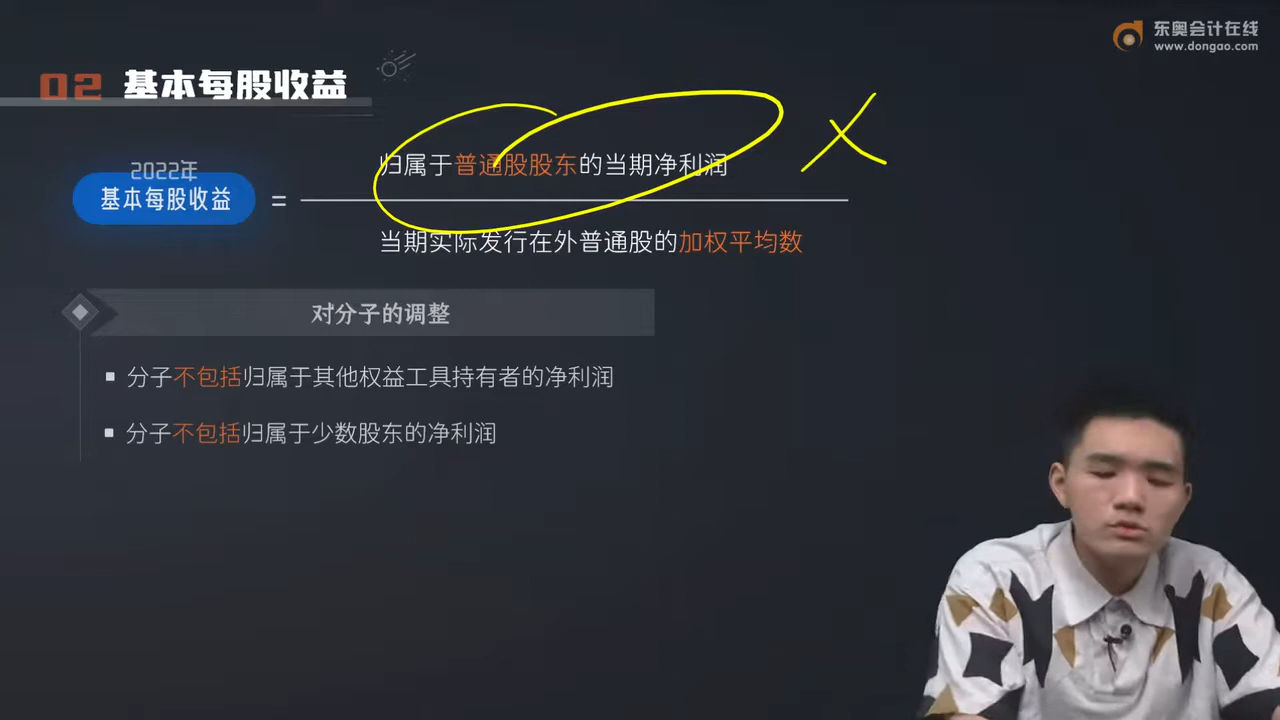 东奥会计在线
www.dongao.com
02 基本每股收益
2022年
基本每股收益
=
归属于普通股股东的当期净利润
当期实际发行在外普通股的加权平均数
对分子的调整
分子不包括归属于其他权益工具持有者的净利润
分子不包括归属于少数股东的净利润